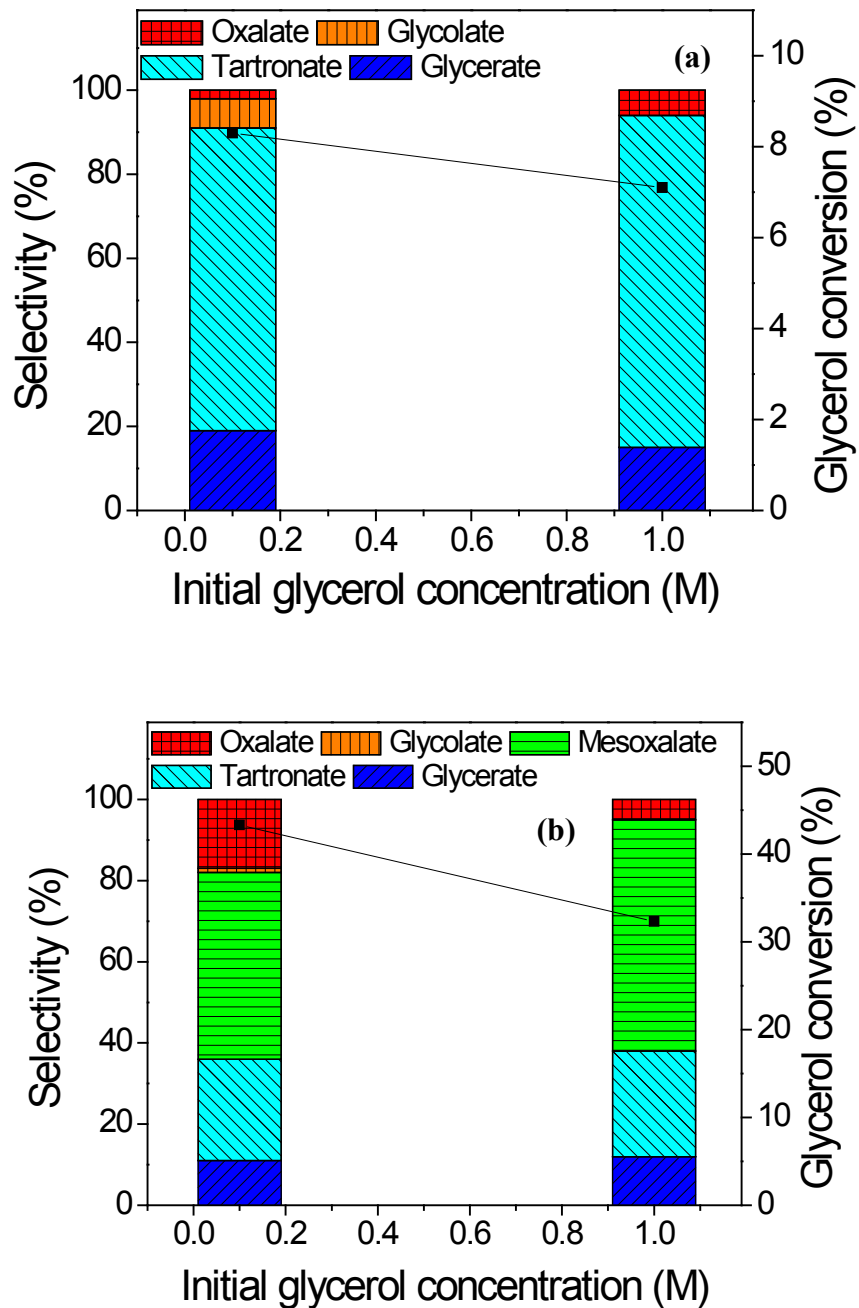 Oxalate Glycolate
Tartronate Glycerate
(a)
Selectivity (%)
100
80
60
40
20
0
10
8
6
4
2
0
Glycerol conversion (%)
0.0 0.2 0.4 0.6 0.8 1.0
Initial glycerol concentration (M)
Oxalate Glycolate Mesoxalate
Tartronate Glycerate
(b)
Selectivity (%)
100
80
60
40
20
0
50
40
30
20
10
0
Glycerol conversion (%)
0.0 0.2 0.4 0.6 0.8 1.0
Initial glycerol concentration (M)